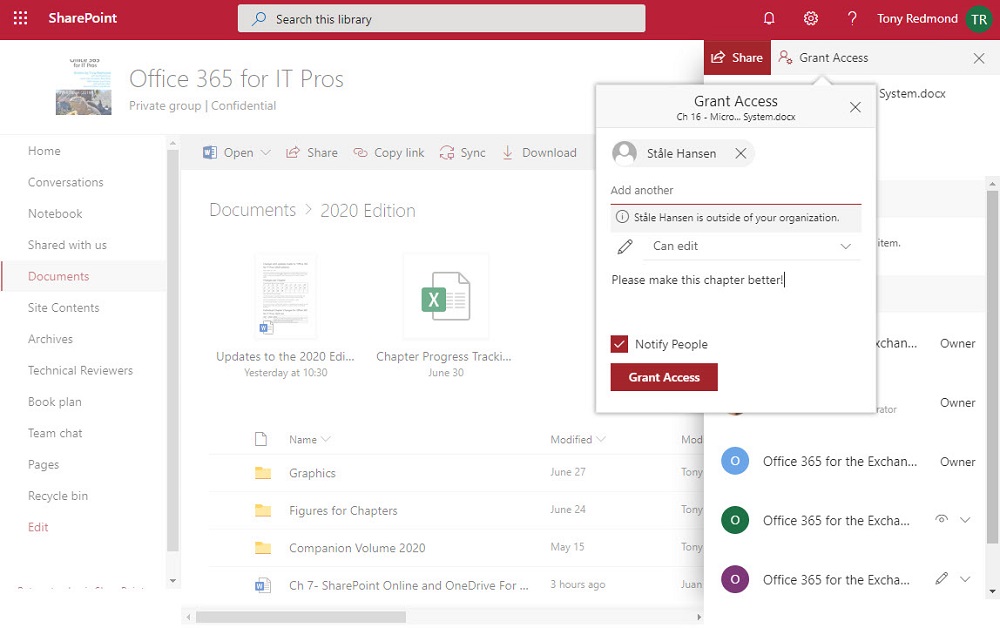 SharePoint
Search this library
Tony Redmond
TR
Office 365
for IT Pros
Office 365 for IT Pros
Private group | Confidential
Share
Grant Access
System.docx
Home
Conversations
Notebook
Shared with us
Documents
Site Contents
Archives
Technical Reviewers
Book plan
Team chat
Pages
Recycle bin
Edit
Open
Share
Copy link
Sync
Download
Documents > 2020 Edition
Updates to the 2020 Edi...
Yesterday at 10:30
Chapter Progress Tracki...
June 30
Name
Modified
Mod
Graphics
June 27
Tony
Figures for Chapters
June 24
Tony
Companion Volume 2020
May 15
Tony
Ch 7- SharePoint Online and OneDrive For ...
3 hours ago
Juan
Grant Access
Ch 16 - Micro... System.docx
Ståle Hansen
Add another
Ståle Hansen is outside of your organization.
Can edit
Please make this chapter better!
Notify People
Grant Access
item.
xchan...
Owner
rator
Owner
O
Office 365 for the Exchan...
Owner
O
Office 365 for the Excha...
O
Office 365 for the Excha...